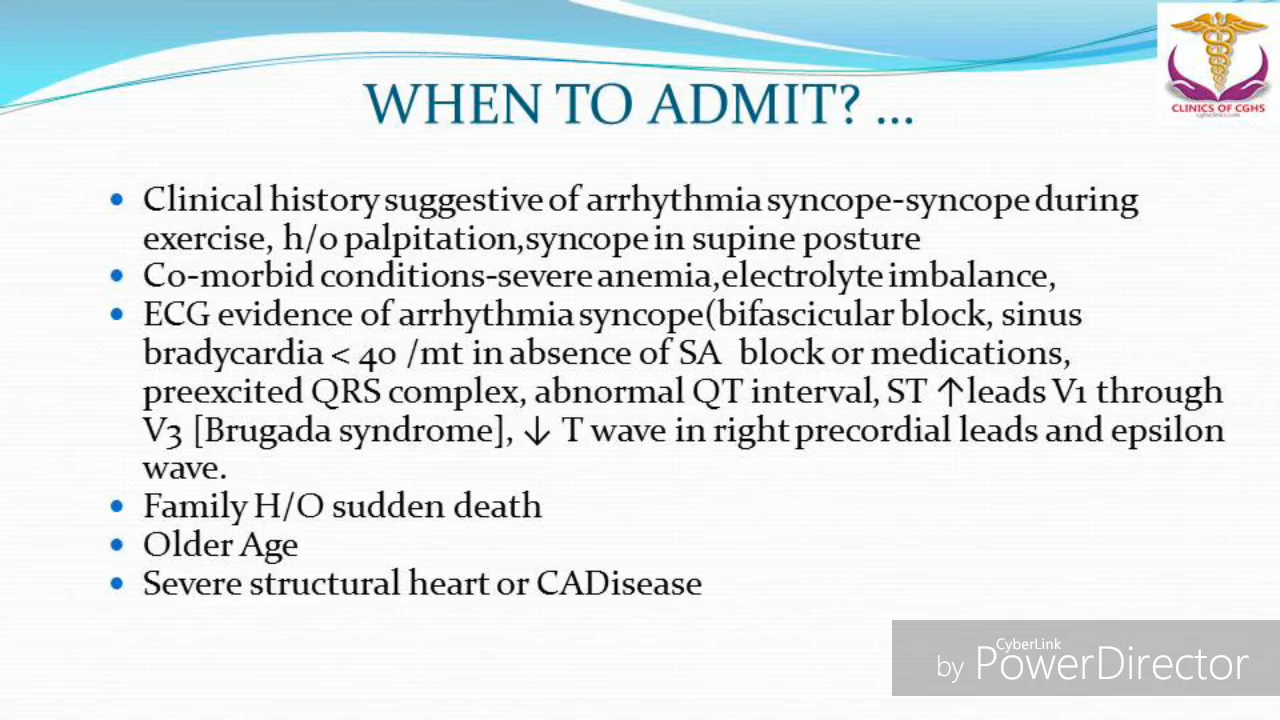 CLINICS OF CGHS
WHEN TO ADMIT? ...
• Clinical history suggestive of arrhythmia syncope-syncope during
exercise, h/o palpitation,syncope in supine posture
• Co-morbid conditions-severe anemia,electrolyte imbalance,
• ECG evidence of arrhythmia syncope(bifascicular block, sinus
bradycardia < 40 /mt in absence of SA block or medications,
preexcited QRS complex, abnormal QT interval, ST ↑leads V1 through
V3 [Brugada syndrome], ↓ T wave in right precordial leads and epsilon
wave.
• Family H/O sudden death
• Older Age
• Severe structural heart or CADisease
CyberLink
by PowerDirector